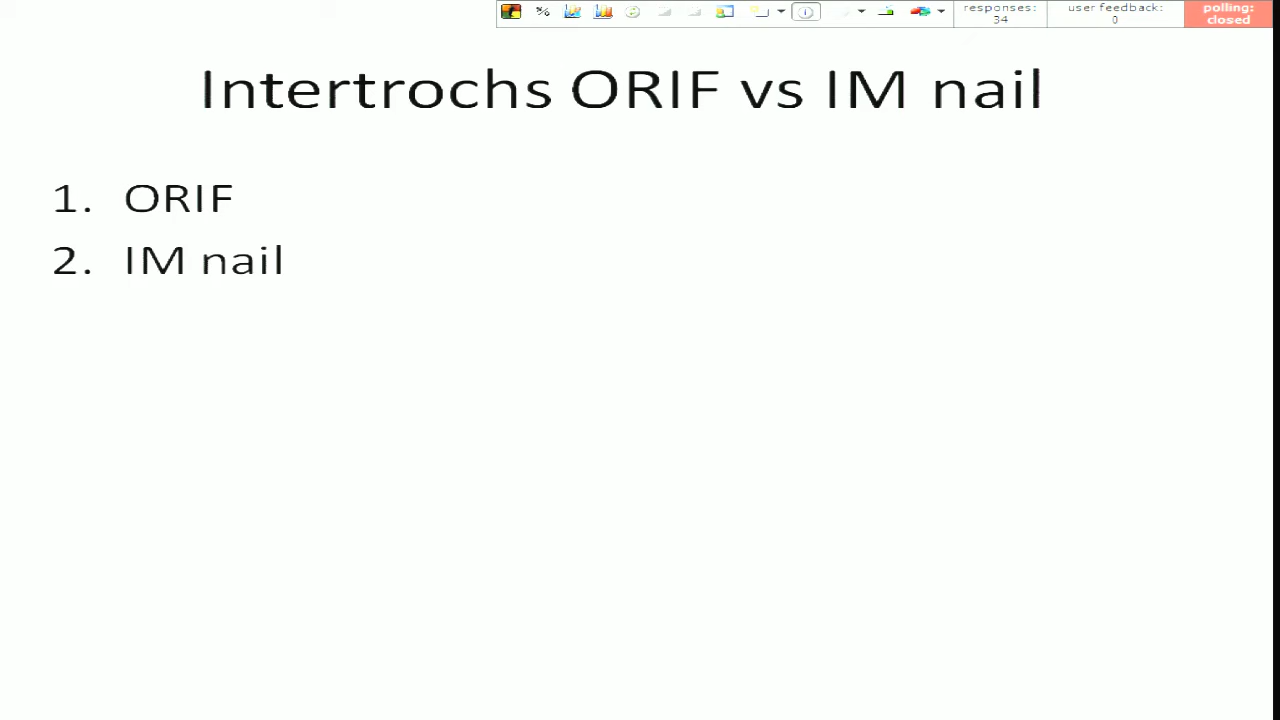 responses: user feedback: polling:
34 0 closed
Intertrochs ORIF vs IM nail
1. ORIF
2. IM nail